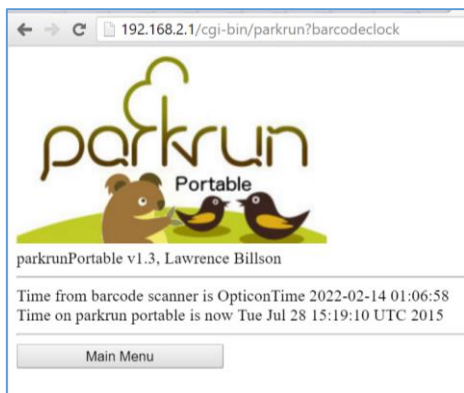 192.168.2.1/cgi-bin/parkrun?barcodeclock
parkrun
Portable
parkrunPortable v1.3, Lawrence Billson
Time from barcode scanner is OpticonTime 2022-02-14 01:06:58
Time on parkrun portable is now Tue Jul 28 15:19:10 UTC 2015
Main Menu